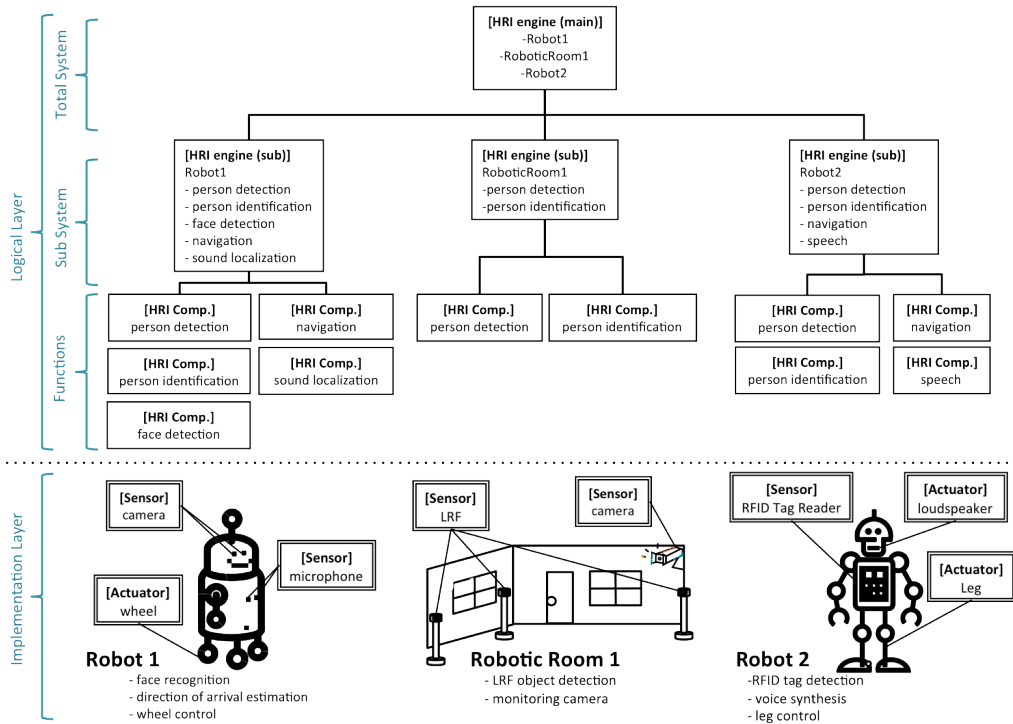 Logical Layer
Total System
Sub System
Functions
[HRI engine (main)]
-Robot1
-RoboticRoom1
-Robot2
[HRI engine (sub)]
Robot1
- person detection
- person identification
- face detection
- navigation
- sound localization
[HRI engine (sub)]
RoboticRoom1
-person detection
-person identification
[HRI engine (sub)]
Robot2
- person detection
- person identification
- navigation
- speech
[HRI Comp.]
person detection
[HRI Comp.]
navigation
[HRI Comp.]
person identification
[HRI Comp.]
sound localization
[HRI Comp.]
face detection
[HRI Comp.]
person detection
[HRI Comp.]
person identification
[HRI Comp.]
person detection
[HRI Comp.]
navigation
[HRI Comp.]
person identification
[HRI Comp.]
speech
Implementation Layer
[Sensor]
camera
[Sensor]
microphone
[Actuator]
wheel
Robot 1
- face recognition
- direction of arrival estimation
- wheel control
[Sensor]
LRF
[Sensor]
camera
Robotic Room 1
- LRF object detection
- monitoring camera
[Sensor]
RFID Tag Reader
[Actuator]
loudspeaker
[Actuator]
Leg
Robot 2
-RFID tag detection
- voice synthesis
- leg control